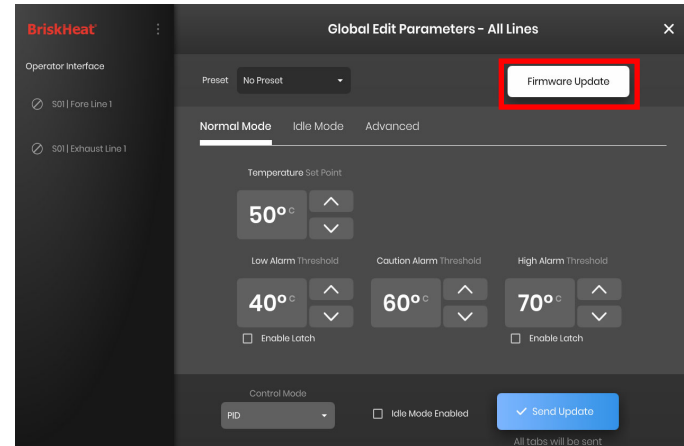 BriskHeat
Global Edit Parameters - All Lines
Operator Interface
S01 | Fore Line 1
S01 | Exhaust Line 1
Preset No Preset
Firmware Update
Normal Mode Idle Mode Advanced
Temperature Set Point
50° C
Low Alarm Threshold Caution Alarm Threshold High Alarm Threshold
40° C 60° C 70° C
Enable Latch Enable Latch
Control Mode
PID Idle Mode Enabled Send Update
All tabs will be sent